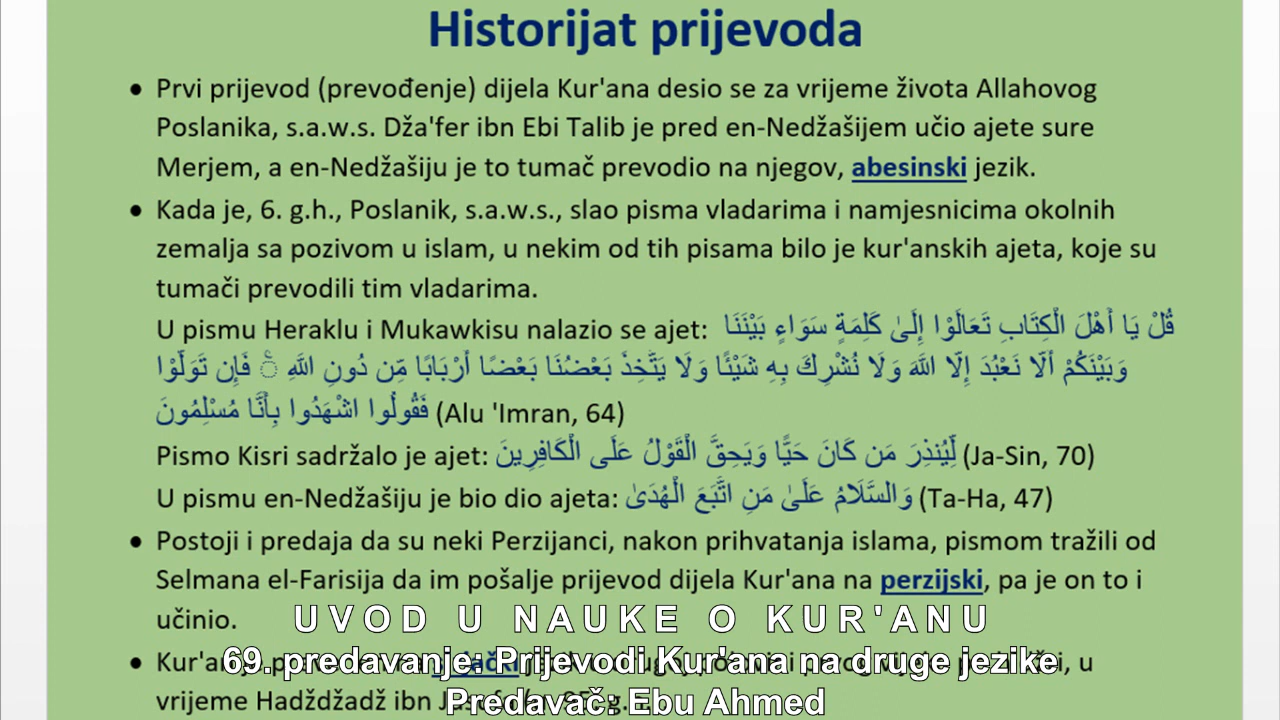 Historijat prijevoda
• Prvi prijevod (prevođenje) dijela Kur'ana desio se za vrijeme života Allahovog
Poslanika, s.a.w.s. Dža'fer ibn Ebi Talib je pred en-Nedžašijem učio ajete sure
Merjem, a en-Nedžašiju je to tumač prevodio na njegov, abesinski jezik.
• Kada je, 6. g.h., Poslanik, s.a.w.s., slao pisma vladarima i namjesnicima okolnih
zemalja sa pozivom u islam, u nekim od tih pisama bilo je kur'anskih ajeta, koje su
tumači prevodili tim vladarima.
U pismu Heraklu i Mukawkisu nalazio se ajet: قُلْ يَا أَهْلَ الْكِتَابِ تَعَالَوْا إِلَىٰ كَلِمَةٍ سَوَاءٍ بَيْنَنَا
وَبَيْنَكُمْ أَلَّا نَعْبُدَ إِلَّا اللَّهَ وَلَا نُشْرِكَ بِهِ شَيْئًا وَلَا يَتَّخِذَ بَعْضُنَا بَعْضًا أَرْبَابًا مِّن دُونِ اللَّهِ ۚ فَإِن تَوَلَّوْا
فَقُولُوا اشْهَدُوا بِأَنَّا مُسْلِمُونَ (Alu 'Imran, 64)
Pismo Kisri sadržalo je ajet: لِّيُنذِرَ مَن كَانَ حَيًّا وَيَحِقَّ الْقَوْلُ عَلَى الْكَافِرِينَ (Ja-Sin, 70)
U pismu en-Nedžašiju je bio dio ajeta: وَالسَّلَامُ عَلَىٰ مَنِ اتَّبَعَ الْهُدَىٰ (Ta-Ha, 47)
• Postoji i predaja da su neki Perzijanci, nakon prihvatanja islama, pismom tražili od
Selmana el-Farisija da im pošalje prijevod dijela Kur'ana na perzijski, pa je on to i
učinio.
UVOD U NAUKE O KUR'ANU
69. predavanje: Prijevodi Kur'ana na druge jezike
• u
vrijeme Hadždžadž ibn
Predavač: Ebu Ahmed